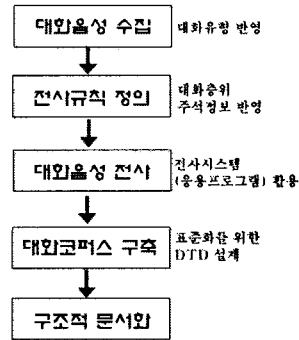 대화음성 수집
대화유형 반영
전사규칙 정의
대화층위
주석정보 반영
대화음성 전사
전사시스템
(응용프로그램) 활용
대화코퍼스 구축
표준화를 위한
DTD 설계
구조적 문서화